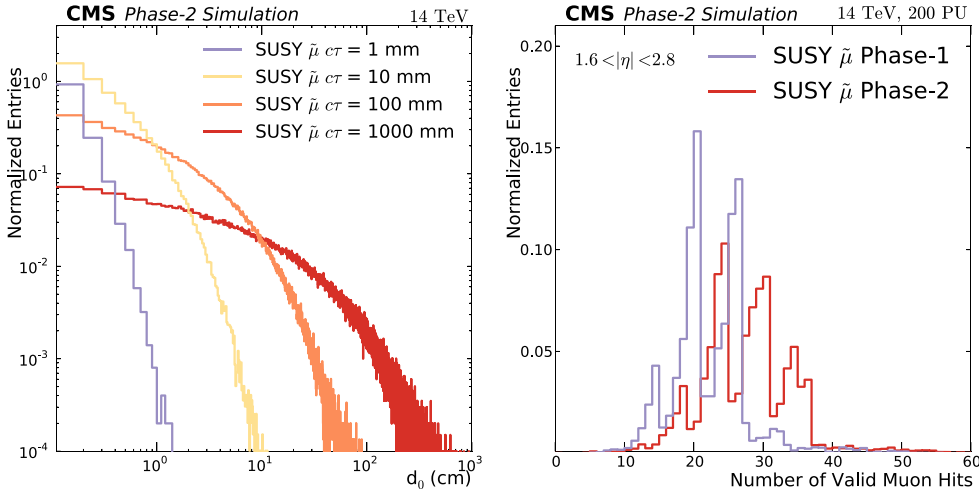 CMS Phase-2 Simulation 14 TeV
SUSY μ̃ cτ = 1 mm
SUSY μ̃ cτ = 10 mm
SUSY μ̃ cτ = 100 mm
SUSY μ̃ cτ = 1000 mm
Normalized Entries
10⁰
10⁻¹
10⁻²
10⁻³
10⁻⁴
10⁰ 10¹ 10² 10³
d₀ (cm)
CMS Phase-2 Simulation 14 TeV, 200 PU
1.6 <|η| <2.8
SUSY μ̃ Phase-1
SUSY μ̃ Phase-2
Normalized Entries
0.20
0.15
0.10
0.05
0 10 20 30 40 50 60
Number of Valid Muon Hits